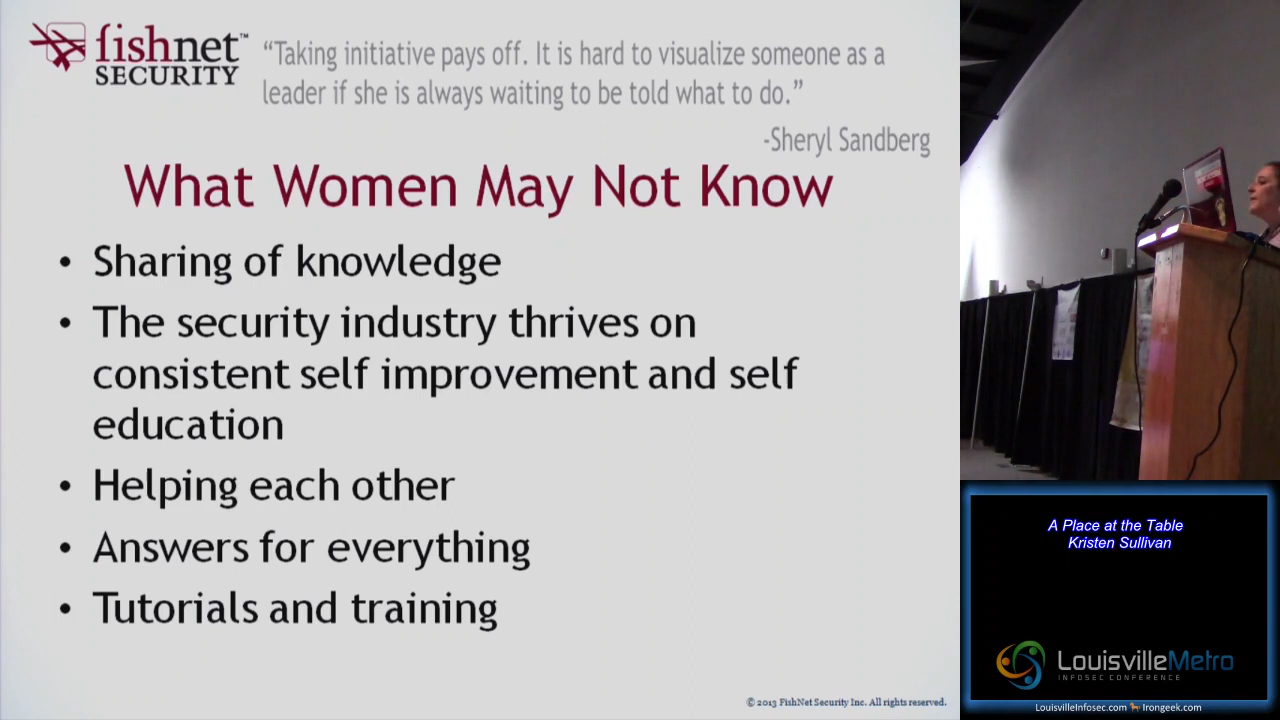 fishnet™
SECURITY
“Taking initiative pays off. It is hard to visualize someone as a
leader if she is always waiting to be told what to do.”
-Sheryl Sandberg
What Women May Not Know
• Sharing of knowledge
• The security industry thrives on
consistent self improvement and self
education
• Helping each other
• Answers for everything
• Tutorials and training
© 2013 FishNet Security Inc. All rights reserved.
A Place at the Table
Kristen Sullivan
LouisvilleMetro
INFOSEC CONFERENCE
LouisvilleInfosec.com Irongeek.com